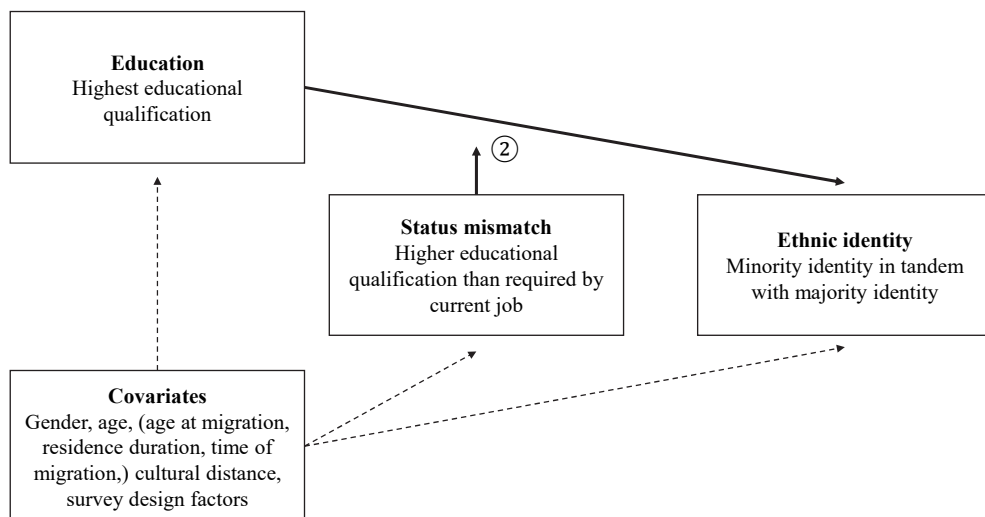 Education
Highest educational
qualification
②
Status mismatch
Higher educational
qualification than required by
current job
Ethnic identity
Minority identity in tandem
with majority identity
Covariates
Gender, age, (age at migration,
residence duration, time of
migration,) cultural distance,
survey design factors